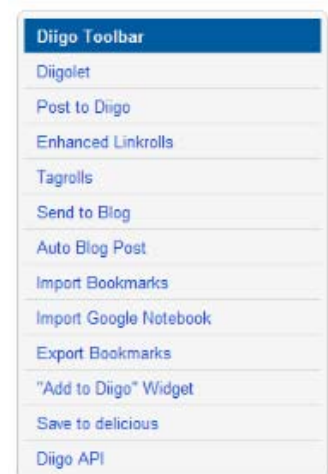 Diigo Toolbar
Diigolet
Post to Diigo
Enhanced Linkrolls
Tagrolls
Send to Blog
Auto Blog Post
Import Bookmarks
Import Google Notebook
Export Bookmarks
"Add to Diigo" Widget
Save to delicious
Diigo API